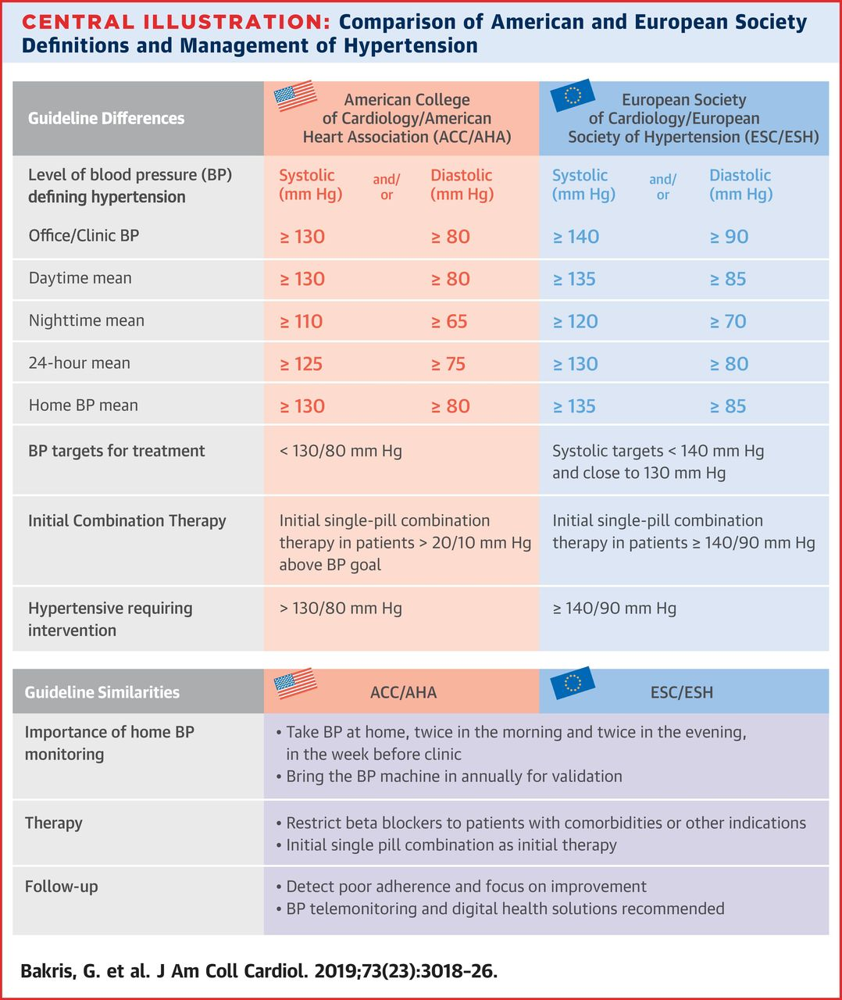 CENTRAL ILLUSTRATION: Comparison of American and European Society
Definitions and Management of Hypertension
Guideline Differences
American College
of Cardiology/American
Heart Association (ACC/AHA)
European Society
of Cardiology/European
Society of Hypertension (ESC/ESH)
Level of blood pressure (BP)
defining hypertension
Systolic
(mm Hg)
and/
or
Diastolic
(mm Hg)
Systolic
(mm Hg)
and/
or
Diastolic
(mm Hg)
Office/Clinic BP
≥ 130
≥ 80
≥ 140
≥ 90
Daytime mean
≥ 130
≥ 80
≥ 135
≥ 85
Nighttime mean
≥ 110
≥ 65
≥ 120
≥ 70
24-hour mean
≥ 125
≥ 75
≥ 130
≥ 80
Home BP mean
≥ 130
≥ 80
≥ 135
≥ 85
BP targets for treatment
< 130/80 mm Hg
Systolic targets < 140 mm Hg
and close to 130 mm Hg
Initial Combination Therapy
Initial single-pill combination
therapy in patients > 20/10 mm Hg
above BP goal
Initial single-pill combination
therapy in patients ≥ 140/90 mm Hg
Hypertensive requiring
intervention
> 130/80 mm Hg
≥ 140/90 mm Hg
Guideline Similarities
ACC/AHA
ESC/ESH
Importance of home BP
monitoring
• Take BP at home, twice in the morning and twice in the evening,
in the week before clinic
• Bring the BP machine in annually for validation
Therapy
• Restrict beta blockers to patients with comorbidities or other indications
• Initial single pill combination as initial therapy
Follow-up
• Detect poor adherence and focus on improvement
• BP telemonitoring and digital health solutions recommended
Bakris, G. et al. J Am Coll Cardiol. 2019;73(23):3018–26.